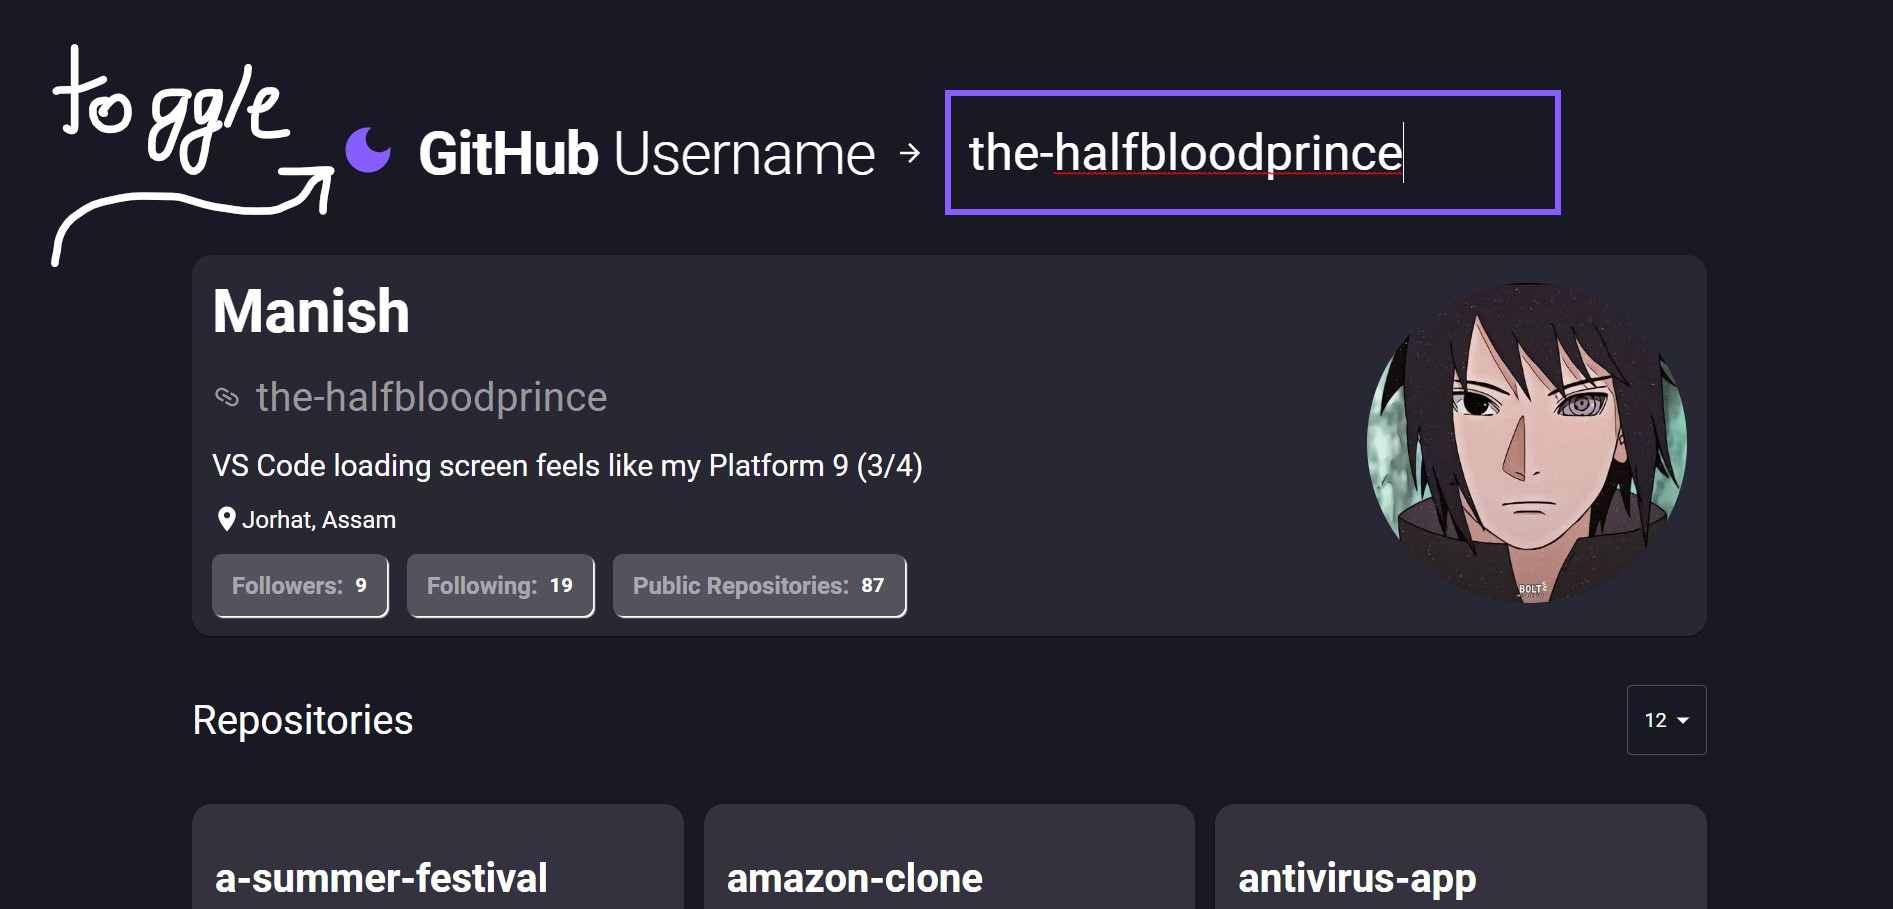 toggle
GitHub Username → the-halfbloodprince
Manish
the-halfbloodprince
VS Code loading screen feels like my Platform 9 (3/4)
Jorhat, Assam
Followers: 9 Following: 19 Public Repositories: 87
BOLT
Repositories 12
a-summer-festival amazon-clone antivirus-app